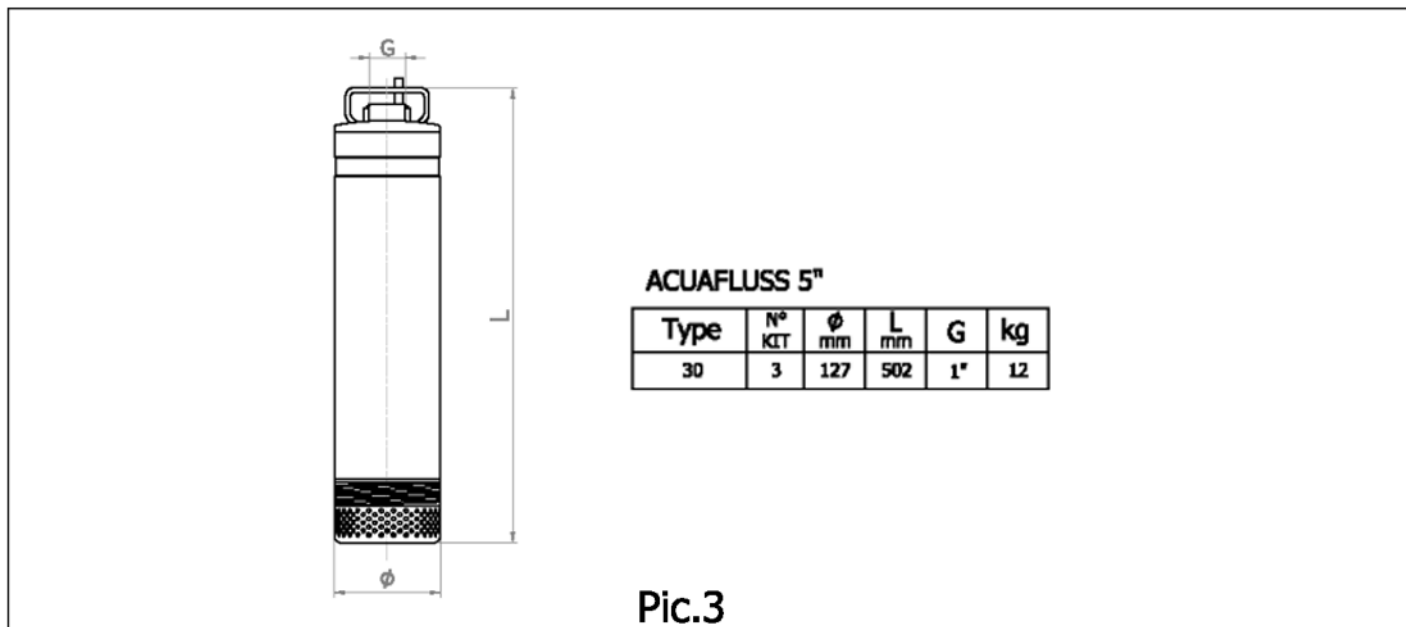 G
L
ø
ACUAFLUSS 5"
Type N° KIT ø mm L mm G kg
30 3 127 502 1" 12
Pic.3